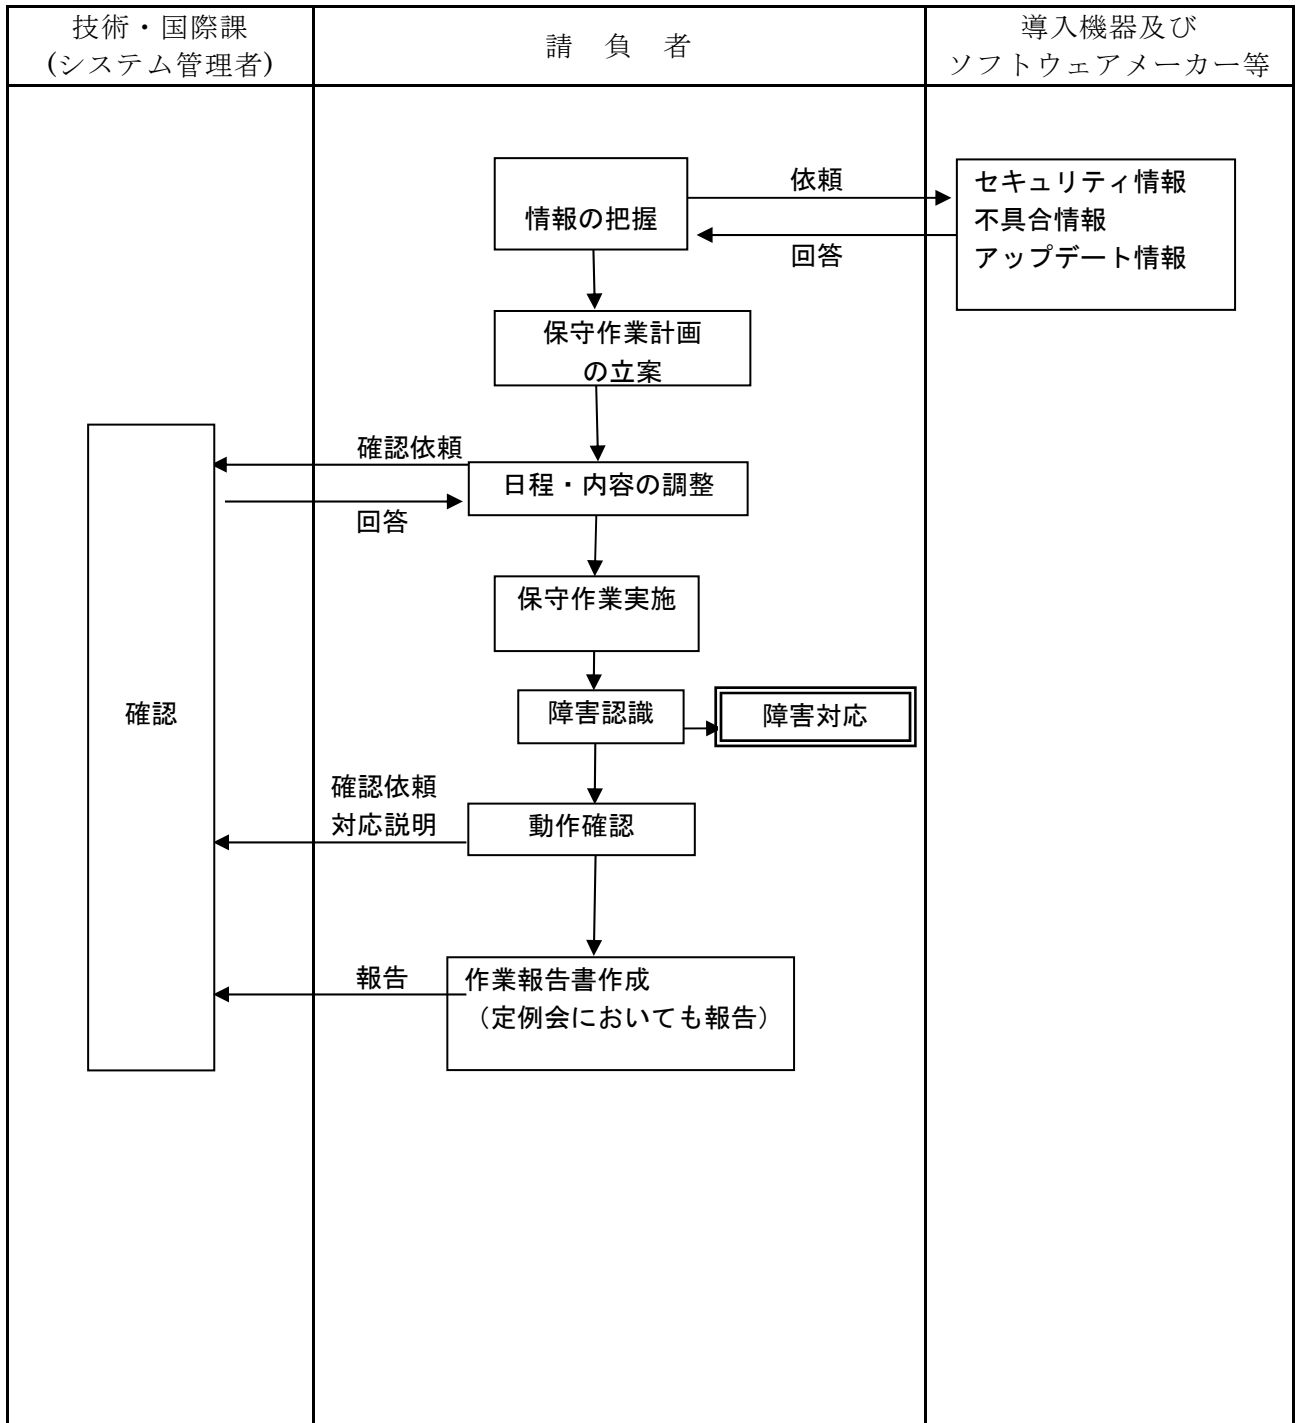 技術・国際課
(システム管理者)
請　負　者
導入機器及び
ソフトウェアメーカー等
情報の把握
依頼
回答
セキュリティ情報
不具合情報
アップデート情報
保守作業計画
の立案
確認依頼
回答
日程・内容の調整
保守作業実施
確認
障害認識
障害対応
確認依頼
対応説明
動作確認
報告
作業報告書作成
（定例会においても報告）